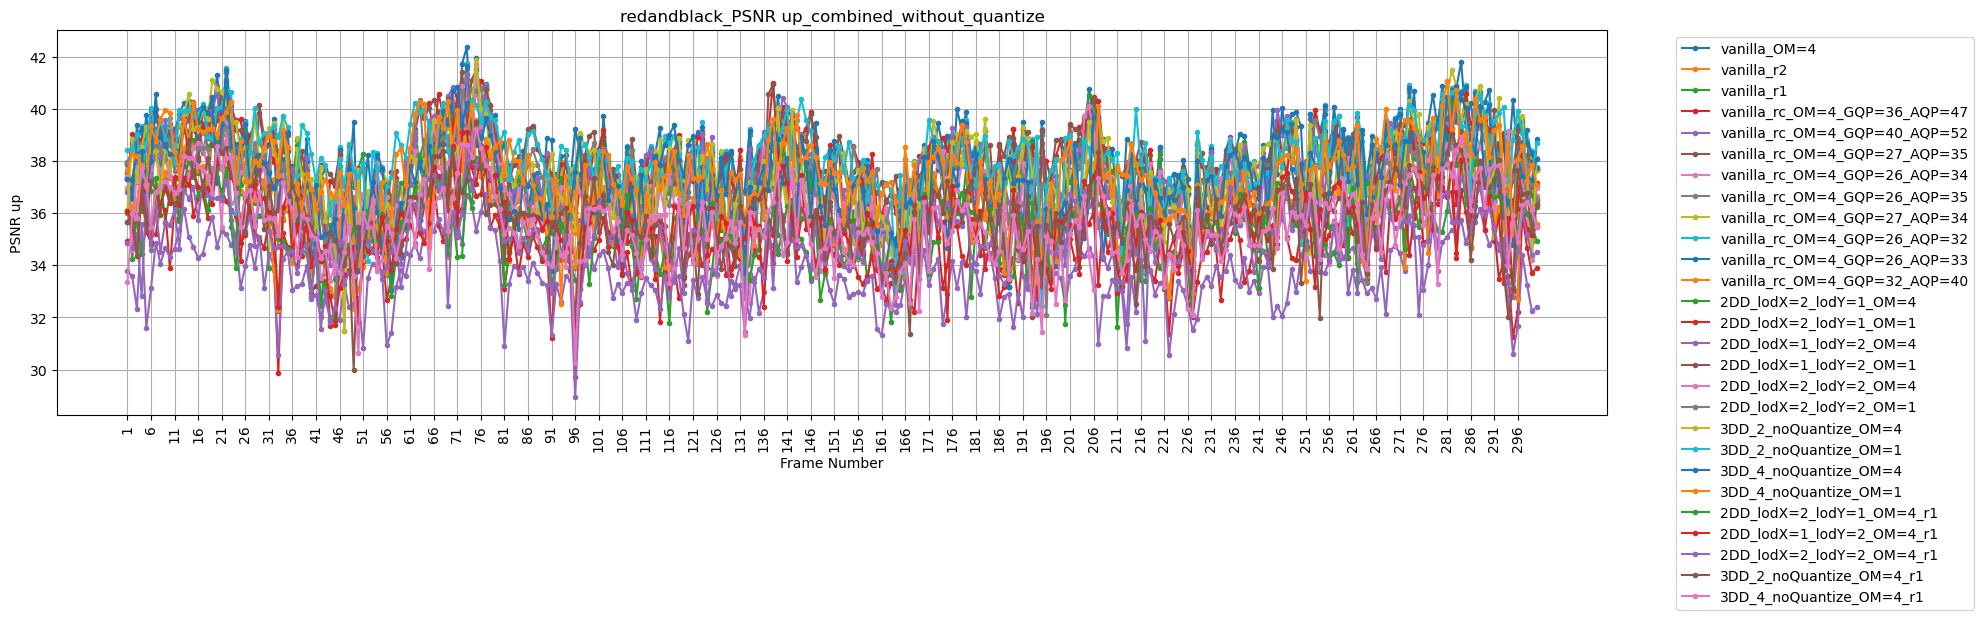 redandblack_PSNR up_combined_without_quantize
PSNR up
42
40
38
36
34
32
30
1 6 11 16 21 26 31 36 41 46 51 56 61 66 71 76 81 86 91 96 101 106 111 116 121 126 131 136 141 146 151 156 161 166 171 176 181 186 191 196 201 206 211 216 221 226 231 236 241 246 251 256 261 266 271 276 281 286 291 296
Frame Number
vanilla_OM=4
vanilla_r2
vanilla_r1
vanilla_rc_OM=4_GQP=36_AQP=47
vanilla_rc_OM=4_GQP=40_AQP=52
vanilla_rc_OM=4_GQP=27_AQP=35
vanilla_rc_OM=4_GQP=26_AQP=34
vanilla_rc_OM=4_GQP=26_AQP=35
vanilla_rc_OM=4_GQP=27_AQP=34
vanilla_rc_OM=4_GQP=26_AQP=32
vanilla_rc_OM=4_GQP=26_AQP=33
vanilla_rc_OM=4_GQP=32_AQP=40
2DD_lodX=2_lodY=1_OM=4
2DD_lodX=2_lodY=1_OM=1
2DD_lodX=1_lodY=2_OM=4
2DD_lodX=1_lodY=2_OM=1
2DD_lodX=2_lodY=2_OM=4
2DD_lodX=2_lodY=2_OM=1
3DD_2_noQuantize_OM=4
3DD_2_noQuantize_OM=1
3DD_4_noQuantize_OM=4
3DD_4_noQuantize_OM=1
2DD_lodX=2_lodY=1_OM=4_r1
2DD_lodX=1_lodY=2_OM=4_r1
2DD_lodX=2_lodY=2_OM=4_r1
3DD_2_noQuantize_OM=4_r1
3DD_4_noQuantize_OM=4_r1